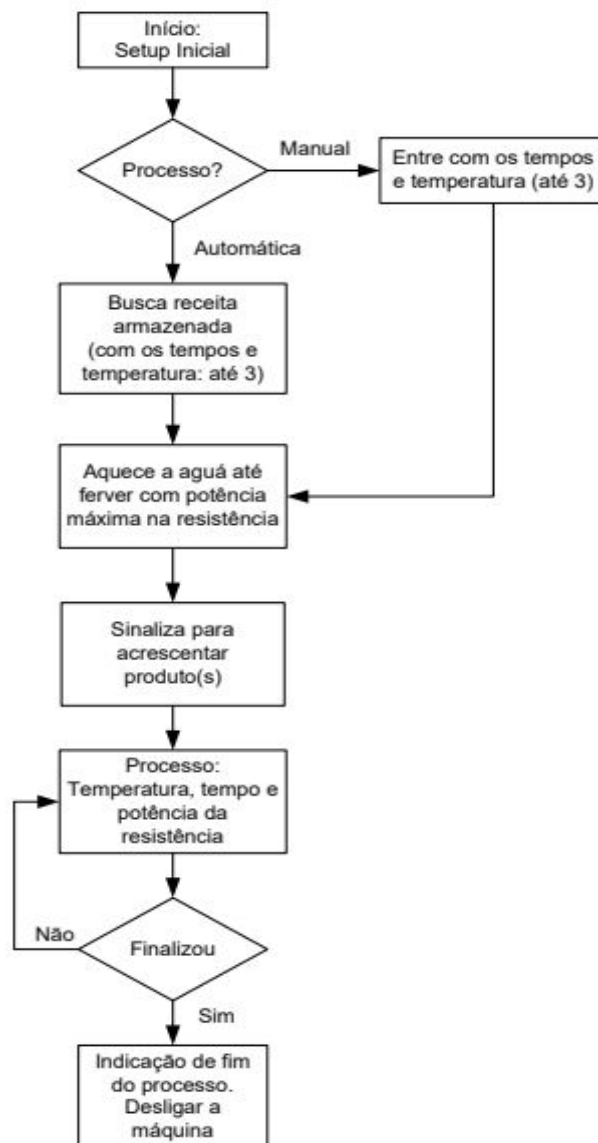 Início:
Setup Inicial
Processo?
Manual
Entre com os tempos
e temperatura (até 3)
Automática
Busca receita
armazenada
(com os tempos e
temperatura: até 3)
Aquece a aguá até
ferver com potência
máxima na resistência
Sinaliza para
acrescentar
produto(s)
Processo:
Temperatura, tempo e
potência da
resistência
Não
Finalizou
Sim
Indicação de fim
do processo.
Desligar a
máquina